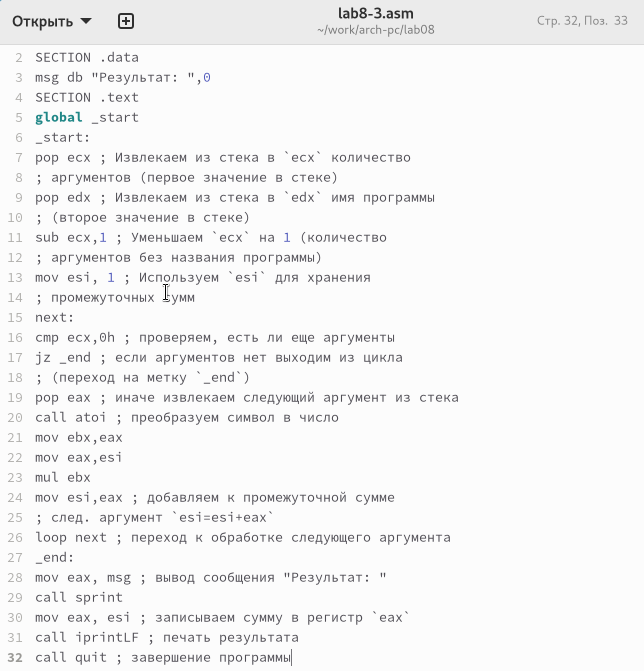 Открыть
lab8-3.asm
~/work/arch-pc/lab08
Стр. 32, Поз. 33
2 SECTION .data
3 msg db "Результат: ",0
4 SECTION .text
5 global _start
6 _start:
7 pop ecx ; Извлекаем из стека в `ecx` количество
8 ; аргументов (первое значение в стеке)
9 pop edx ; Извлекаем из стека в `edx` имя программы
10 ; (второе значение в стеке)
11 sub ecx,1 ; Уменьшаем `ecx` на 1 (количество
12 ; аргументов без названия программы)
13 mov esi, 1 ; Используем `esi` для хранения
14 ; промежуточных сумм
15 next:
16 cmp ecx,0h ; проверяем, есть ли еще аргументы
17 jz _end ; если аргументов нет выходим из цикла
18 ; (переход на метку `_end`)
19 pop eax ; иначе извлекаем следующий аргумент из стека
20 call atoi ; преобразуем символ в число
21 mov ebx,eax
22 mov eax,esi
23 mul ebx
24 mov esi,eax ; добавляем к промежуточной сумме
25 ; след. аргумент `esi=esi+eax`
26 loop next ; переход к обработке следующего аргумента
27 _end:
28 mov eax, msg ; вывод сообщения "Результат: "
29 call sprint
30 mov eax, esi ; записываем сумму в регистр `eax`
31 call iprintLF ; печать результата
32 call quit ; завершение программы